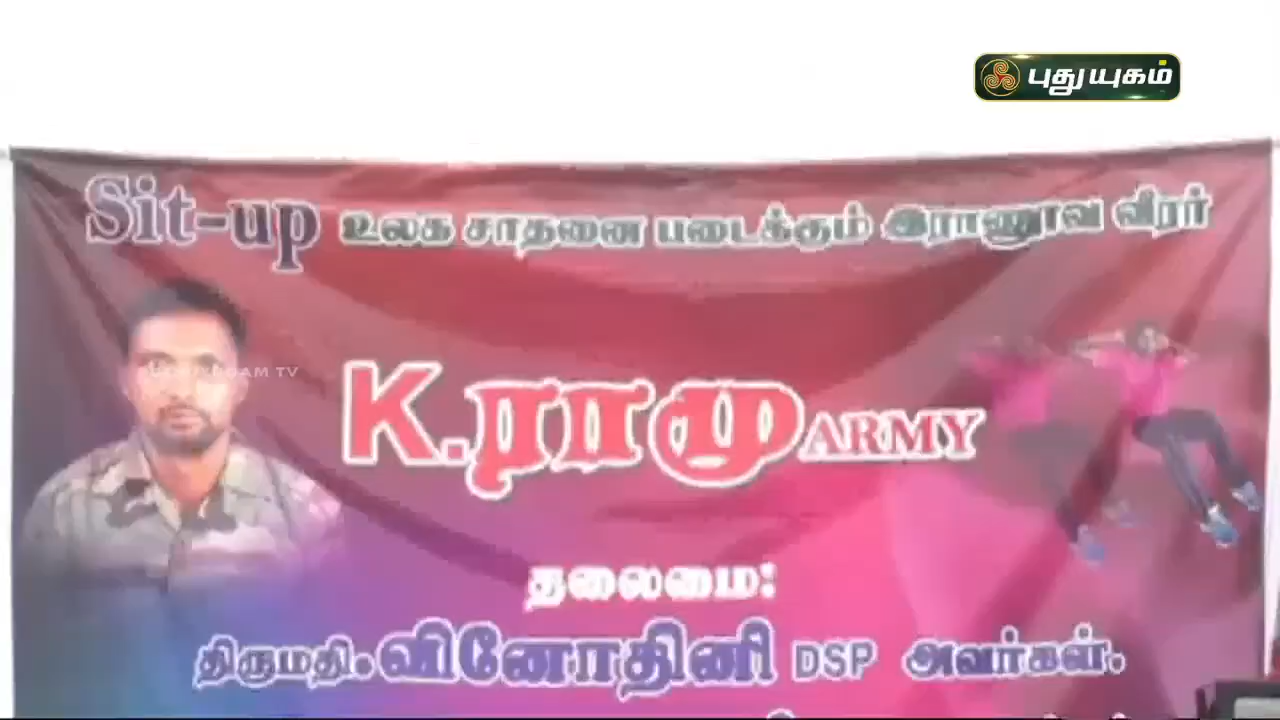 புதுயுகம்
Sit-up உலக சாதனை படைக்கும் இராணுவ வீரர்
K.ராமு ARMY
தலைமை:
திருமதி.வினோதினி DSP அவர்கள்.